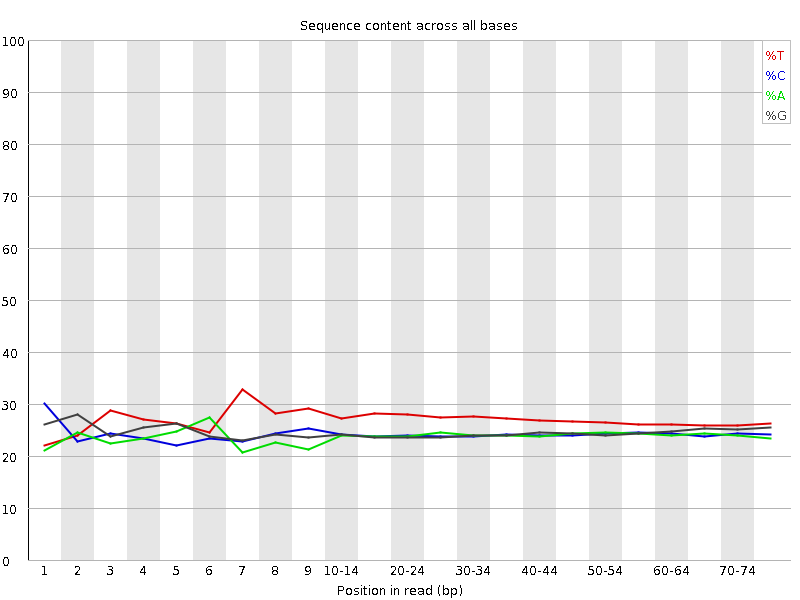 Sequence content across all bases
100
90
80
70
60
50
40
30
20
10
0
%T
%C
%A
%G
1 2 3 4 5 6 7 8 9 10-14 20-24 30-34 40-44 50-54 60-64 70-74
Position in read (bp)